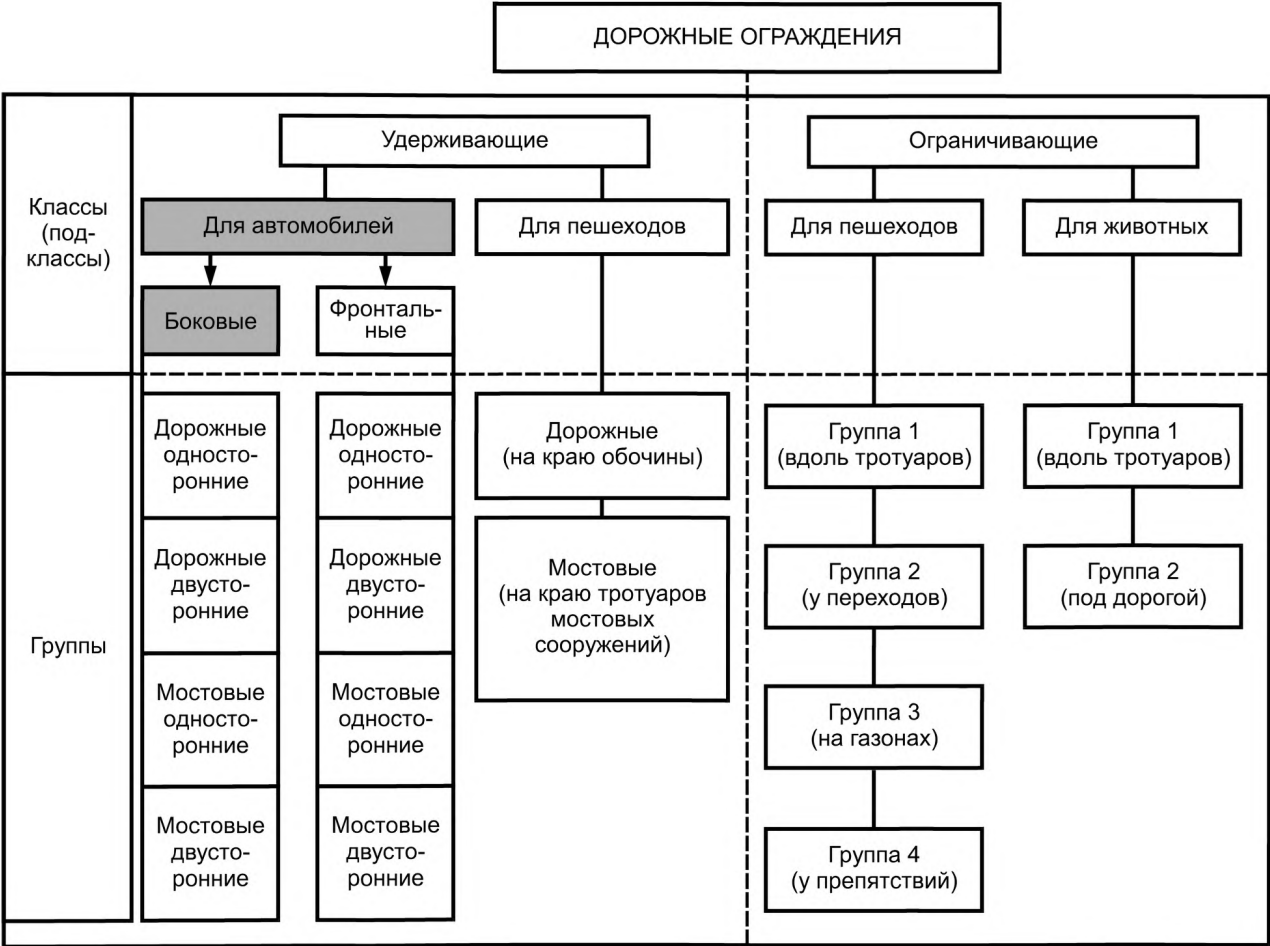 ДОРОЖНЫЕ ОГРАЖДЕНИЯ
Классы
(под-
классы)
Удерживающие
Ограничивающие
Для автомобилей
Для пешеходов
Для пешеходов
Для животных
Боковые
Фронталь-
ные
Группы
Дорожные
односто-
ронние
Дорожные
двусто-
ронние
Мостовые
односто-
ронние
Мостовые
двусто-
ронние
Дорожные
односто-
ронние
Дорожные
двусто-
ронние
Мостовые
односто-
ронние
Мостовые
двусто-
ронние
Дорожные
(на краю обочины)
Мостовые
(на краю тротуаров
мостовых
сооружений)
Группа 1
(вдоль тротуаров)
Группа 2
(у переходов)
Группа 3
(на газонах)
Группа 4
(у препятствий)
Группа 1
(вдоль тротуаров)
Группа 2
(под дорогой)